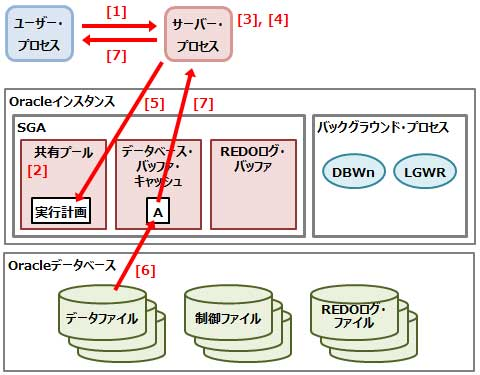 [1]
ユーザー・
プロセス
サーバー・
プロセス
[3], [4]
[7]
Oracleインスタンス
[5]
[7]
SGA
バックグラウンド・プロセス
共有プール
[2]
データベース・
バッファ・
キャッシュ
REDOログ・
バッファ
DBWn
LGWR
実行計画
A
Oracleデータベース
[6]
データファイル
制御ファイル
REDOログ・
ファイル